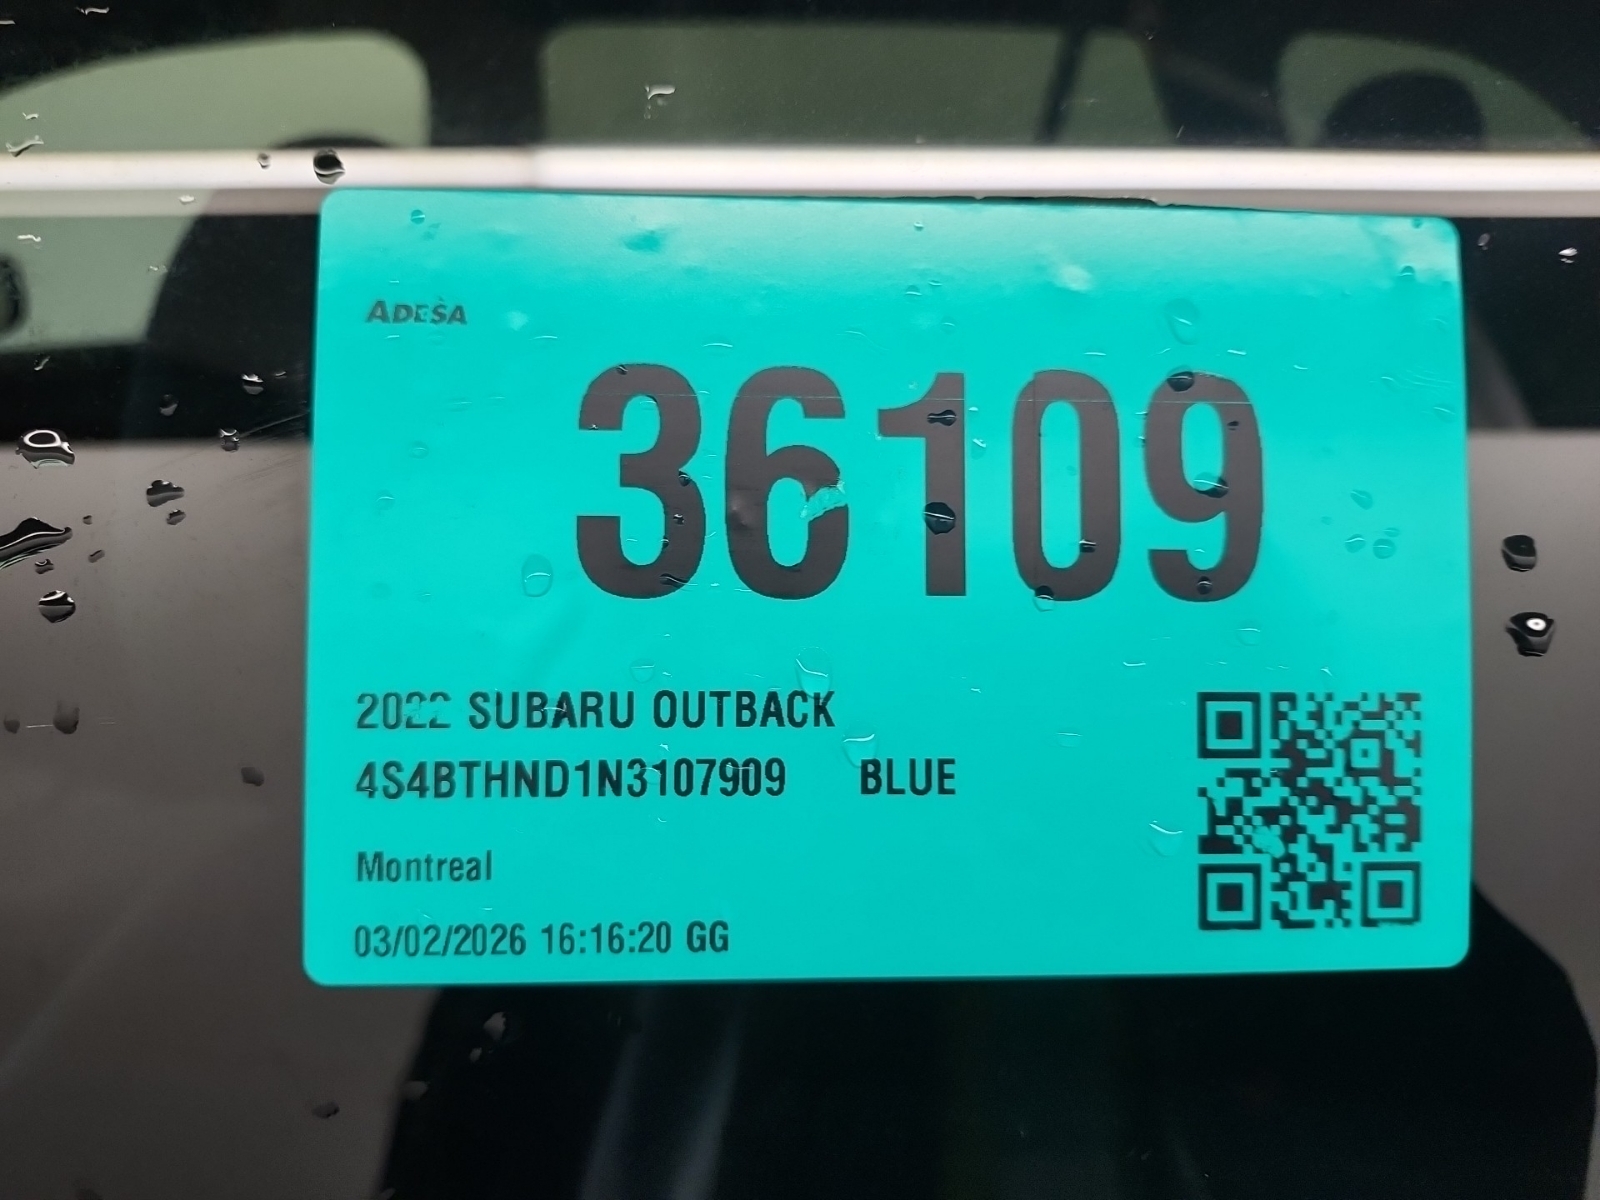 ADESA
36109
2022 SUBARU OUTBACK
4S4BTHND1N3107909 BLUE
Montreal
03/02/2026 16:16:20 GG